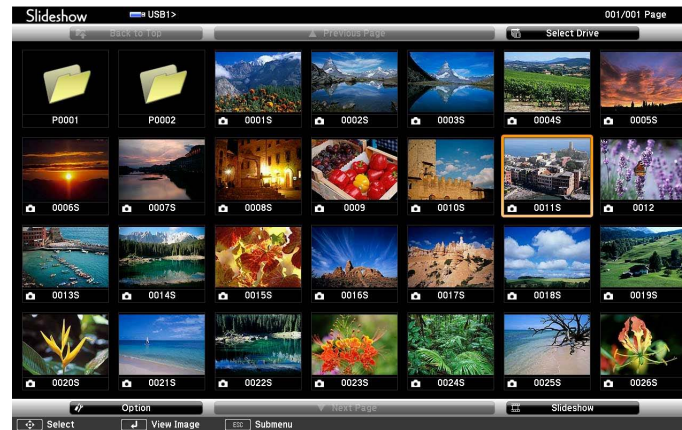 Slideshow USB1> 001/001 Page
Back to Top Previous Page Select Drive
P0001 P0002 0001S 0002S 0003S 0004S 0005S
0006S 0007S 0008S 0009 0010S 0011S 0012
0013S 0014S 0015S 0016S 0017S 0018S 0019S
0020S 0021S 0022S 0023S 0024S 0025S 0026S
Option Next Page Slideshow
Select View Image ESC Submenu